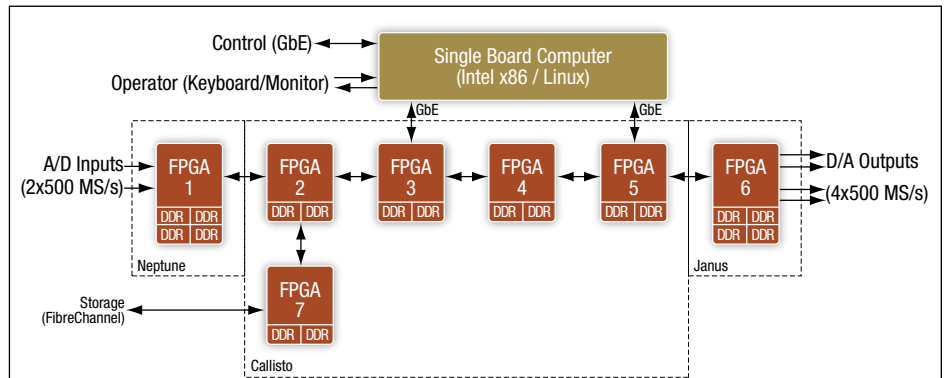 Control (GbE)
Single Board Computer
(Intel x86 / Linux)
Operator (Keyboard/Monitor)
GbE
GbE
A/D Inputs
(2x500 MS/s)
FPGA
1
DDR DDR
DDR DDR
Neptune
FPGA
2
DDR DDR
FPGA
3
DDR DDR
FPGA
4
DDR DDR
FPGA
5
DDR DDR
FPGA
6
DDR DDR
DDR DDR
Janus
D/A Outputs
(4x500 MS/s)
Storage
(FibreChannel)
FPGA
7
DDR DDR
Callisto